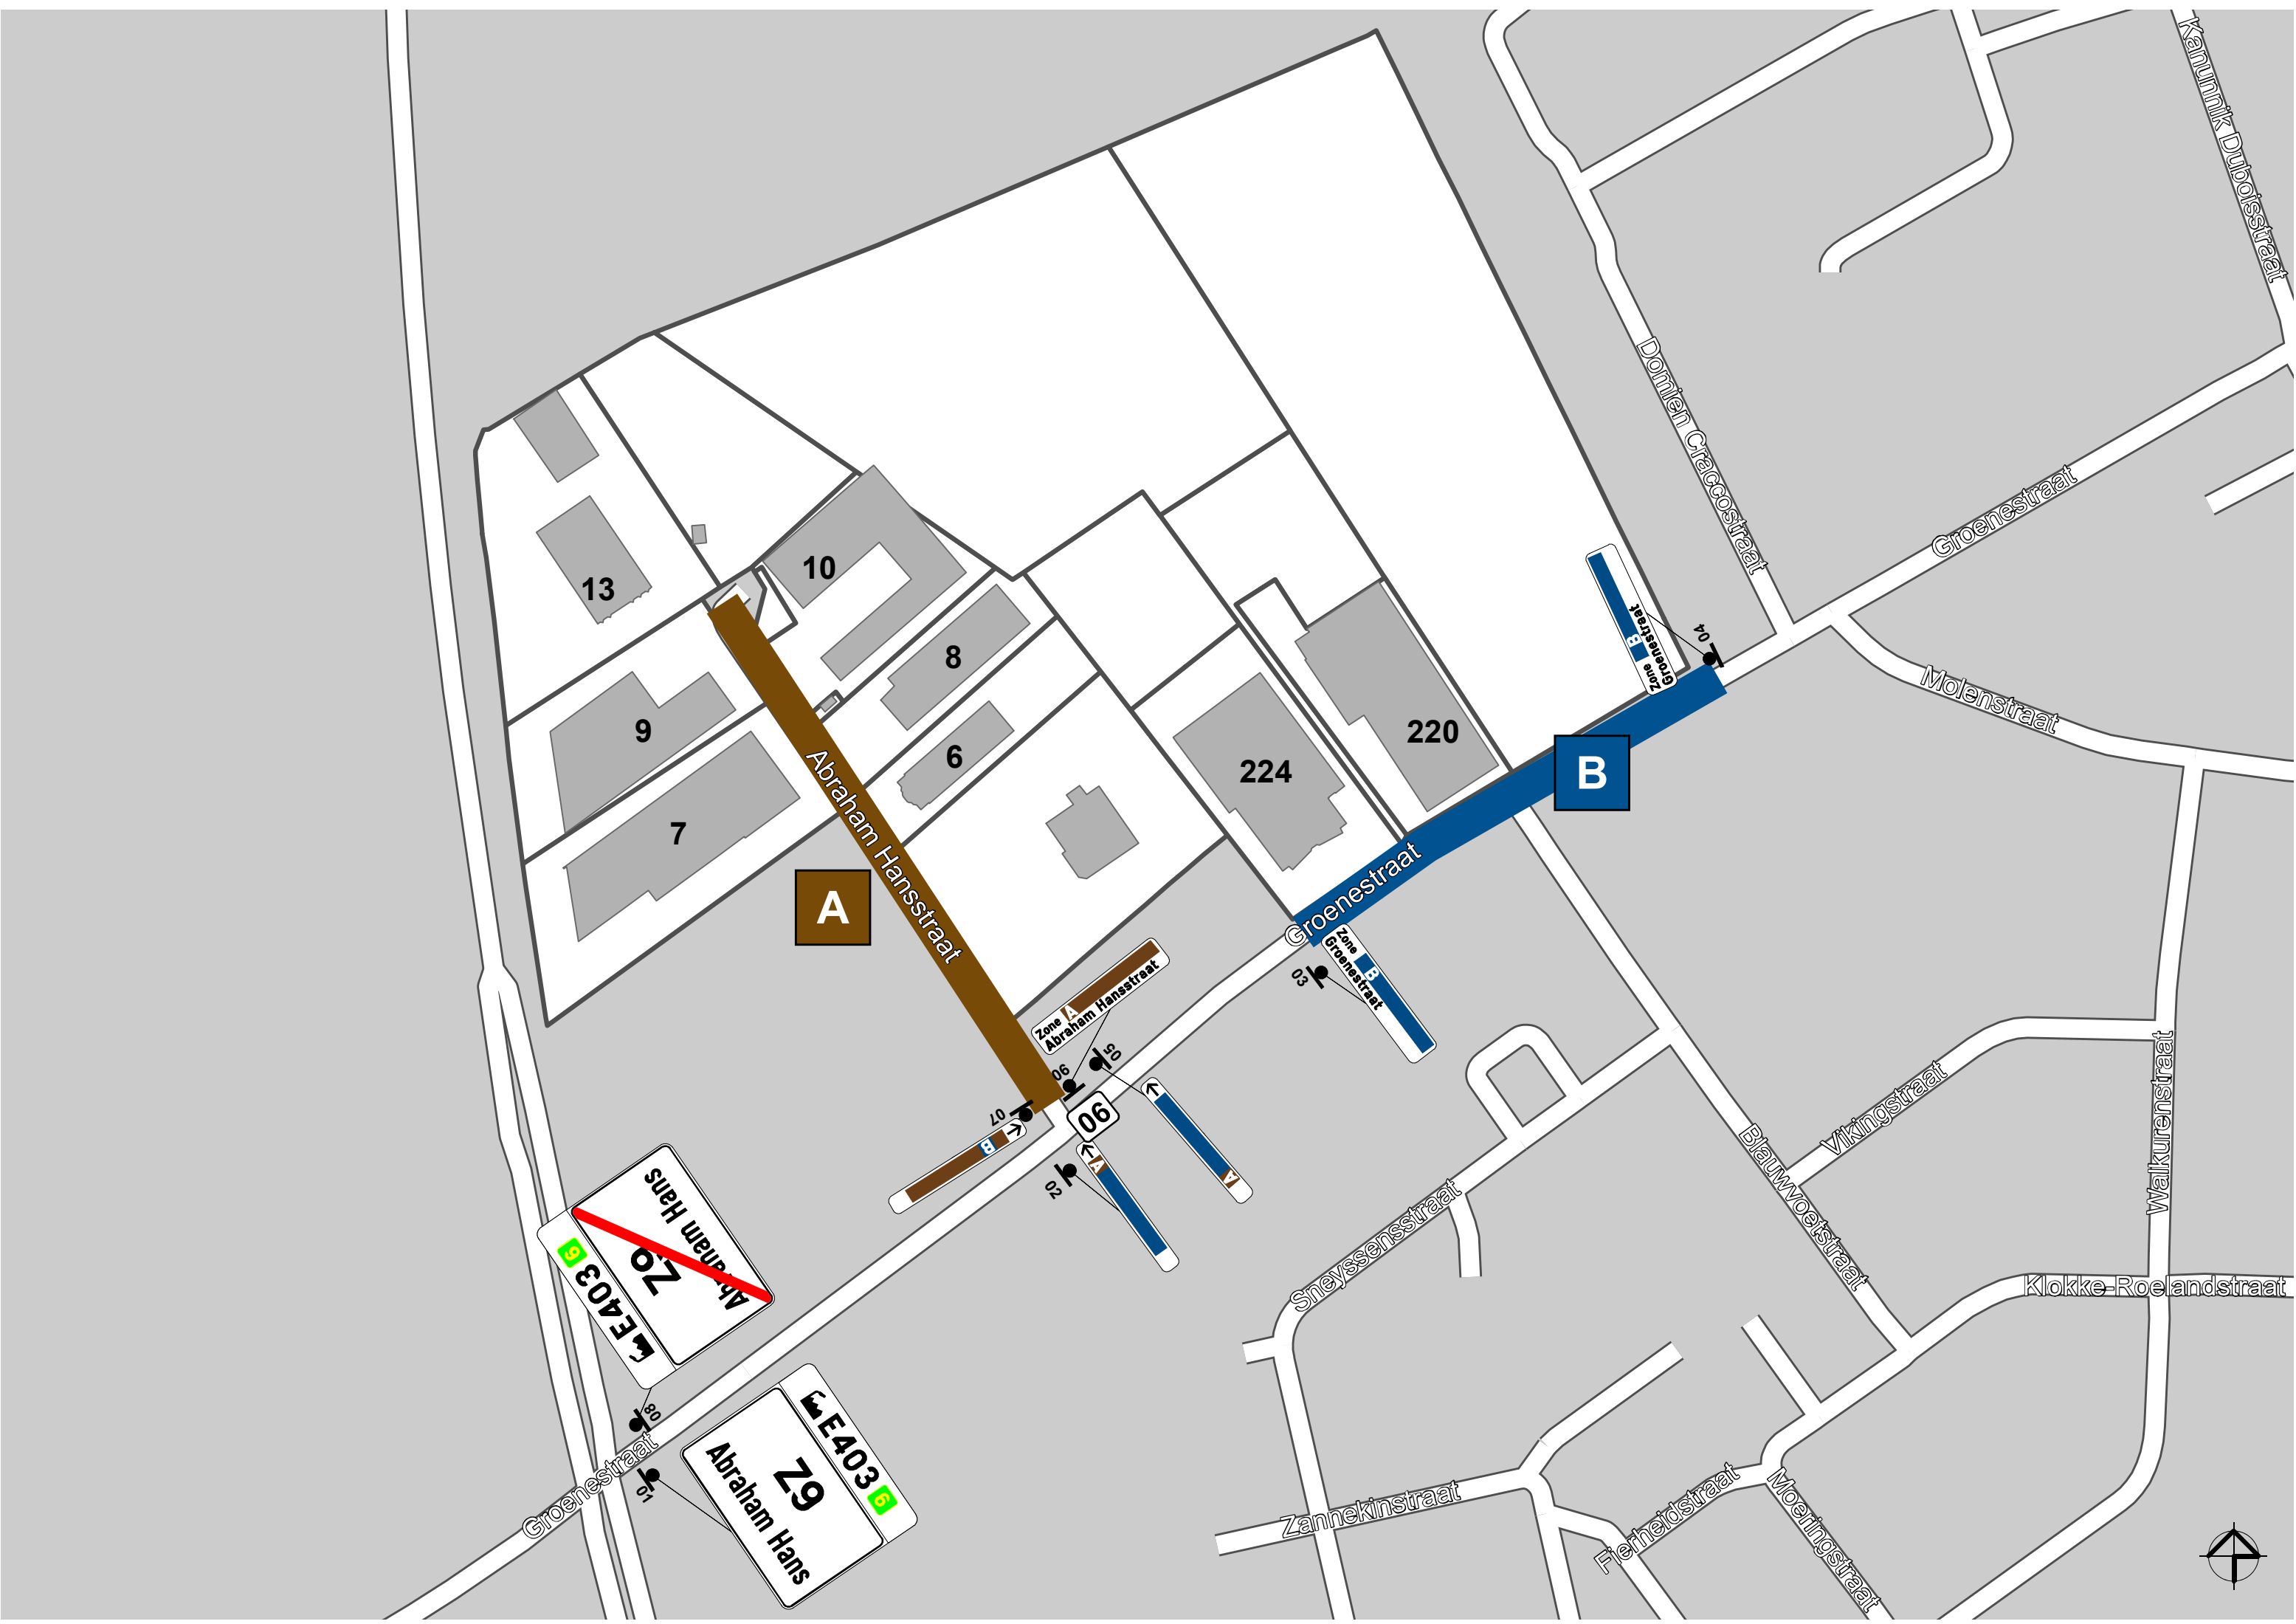 Kanunnik Duboisstraat
Domien Craccostraat
Groenestraat
Molenstraat
13
10
9
8
7
6
224
220
A
Abraham Hansstraat
B
Groenestraat
Zone B
Groenestraat
04
Zone B
Groenestraat
03
Zone A
Abraham Hansstraat
05
06
07
06
B
A
A
02
Abraham Hans
Z9
E403 6
08
Groenestraat
01
E403 6
Z9
Abraham Hans
Sneyssensstraat
Blauwvoetstraat
Vikingstraat
Walkurenstraat
Klokke-Roelandstraat
Zannekinstraat
Fierheidstraat
Moeringstraat